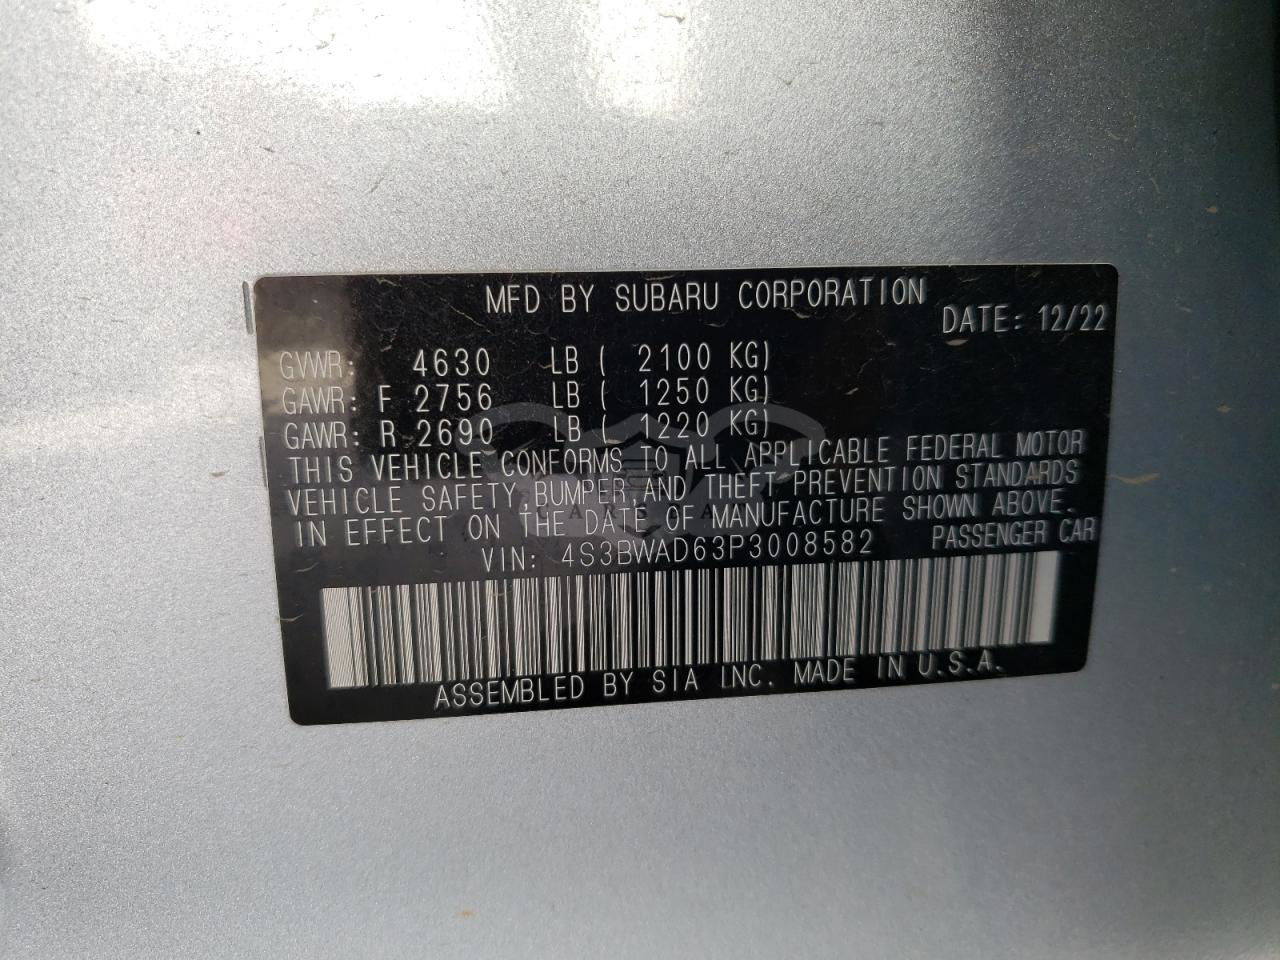 MFD BY SUBARU CORPORATION
DATE: 12/22
GVWR: 4630 LB ( 2100 KG)
GAWR: F 2756 LB ( 1250 KG)
GAWR: R 2690 LB ( 1220 KG)
THIS VEHICLE CONFORMS TO ALL APPLICABLE FEDERAL MOTOR
VEHICLE SAFETY, BUMPER, AND THEFT PREVENTION STANDARDS
IN EFFECT ON THE DATE OF MANUFACTURE SHOWN ABOVE.
VIN: 4S3BWAD63P3008582 PASSENGER CAR
ASSEMBLED BY SIA INC. MADE IN U.S.A.